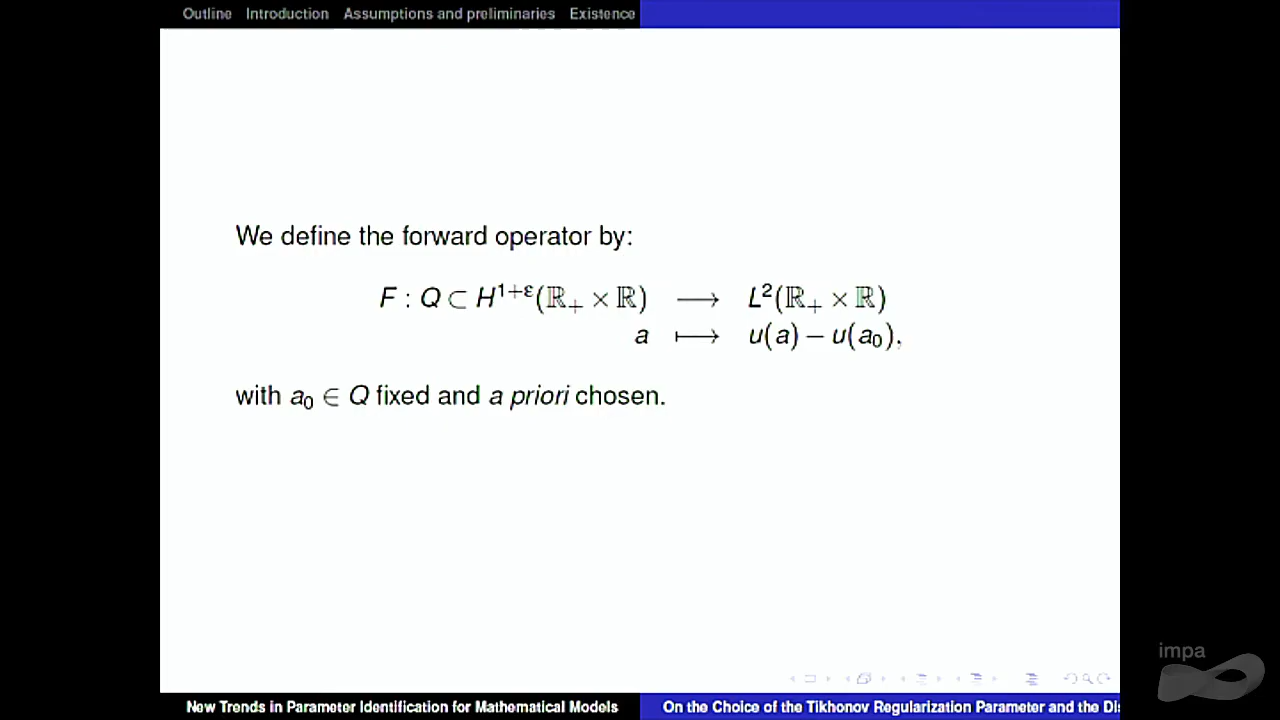 Outline Introduction Assumptions and preliminaries Existence
We define the forward operator by:
F : Q ⊂ H¹⁺ᵋ(ℝ₊ × ℝ) ⟶ L²(ℝ₊ × ℝ)
a ⟼ u(a) − u(a₀),
with a₀ ∈ Q fixed and a priori chosen.
impa
New Trends in Parameter Identification for Mathematical Models On the Choice of the Tikhonov Regularization Parameter and the Dis